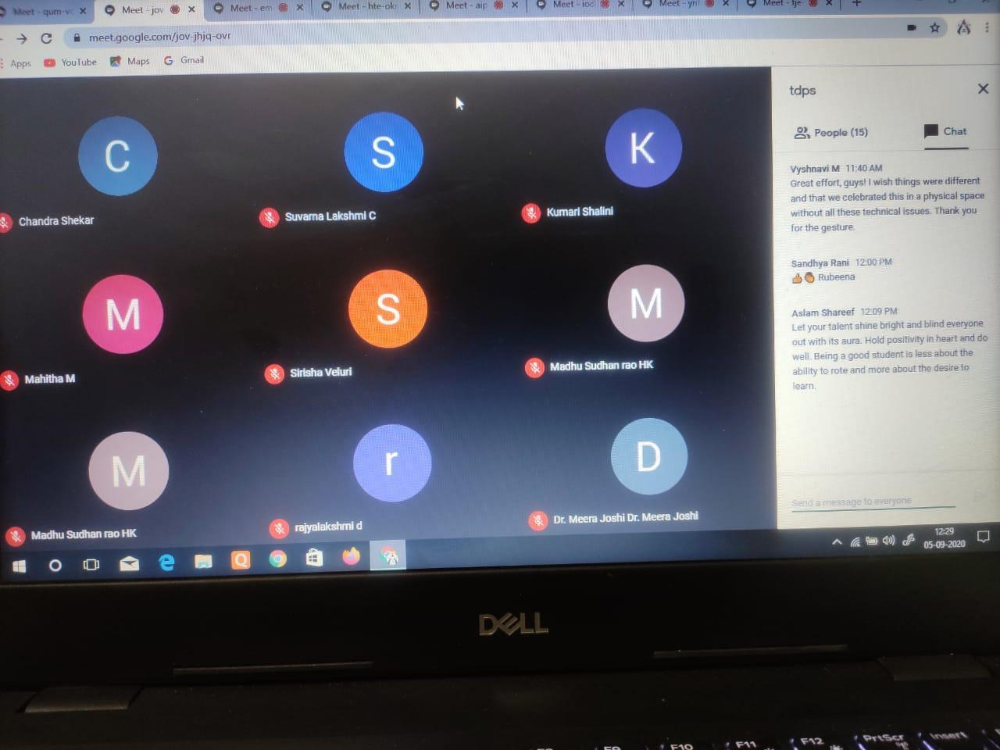 Meet - qum-v
Meet - jov
Meet - em
Meet - hte-ok
Meet - aip
Meet - iod
Meet - yn
Meet - tje
meet.google.com/jov-jhjq-ovr
Apps
YouTube
Maps
Gmail
tdps
People (15)
Chat
C
Chandra Shekar
S
Suvarna Lakshmi C
K
Kumari Shalini
M
Mahitha M
S
Sirisha Veluri
M
Madhu Sudhan rao HK
M
Madhu Sudhan rao HK
r
rajyalakshmi d
D
Dr. Meera Joshi Dr. Meera Joshi
Vyshnavi M 11:40 AM
Great effort, guys! I wish things were different
and that we celebrated this in a physical space
without all these technical issues. Thank you
for the gesture.
Sandhya Rani 12:00 PM
👍👏 Rubeena
Aslam Shareef 12:09 PM
Let your talent shine bright and blind everyone
out with its aura. Hold positivity in heart and do
well. Being a good student is less about the
ability to rote and more about the desire to
learn.
Send a message to everyone
12:29
05-09-2020
DELL
F9
F10
F11
F12
PrtScr
Insert